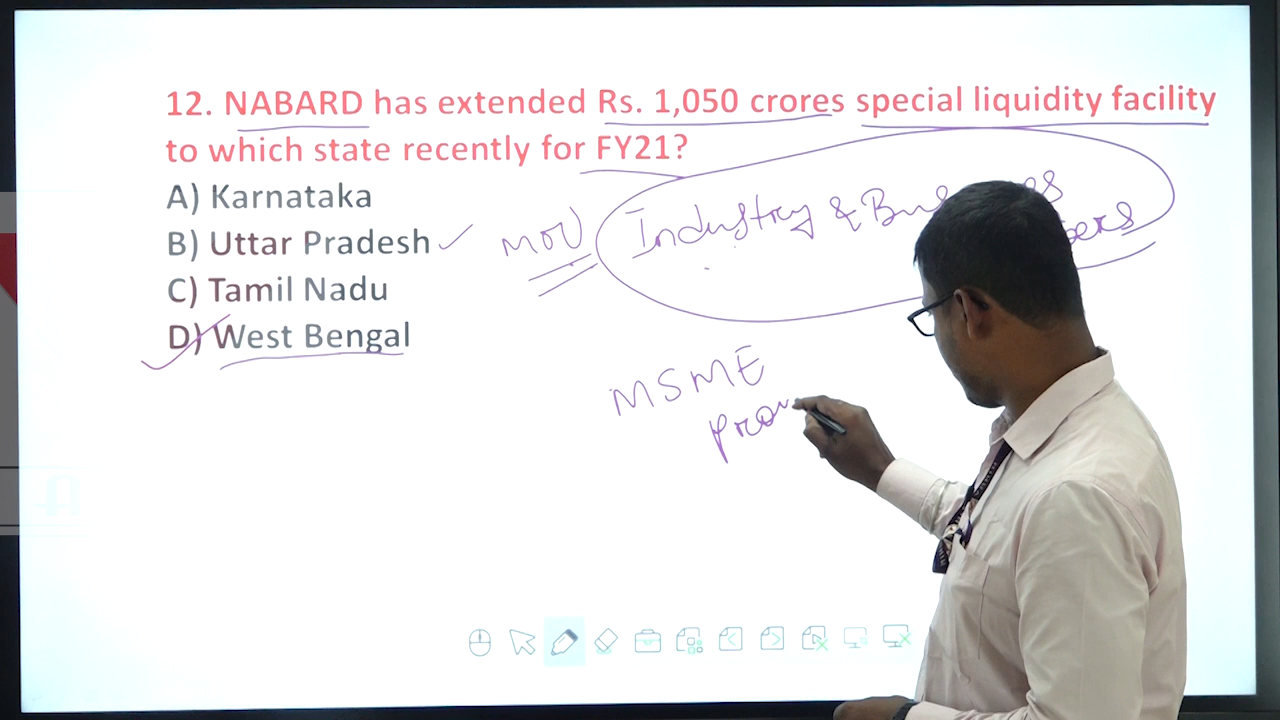 12. NABARD has extended Rs. 1,050 crores special liquidity facility
to which state recently for FY21?
A) Karnataka
B) Uttar Pradesh
C) Tamil Nadu
D) West Bengal
MOU
Industry &
MSME